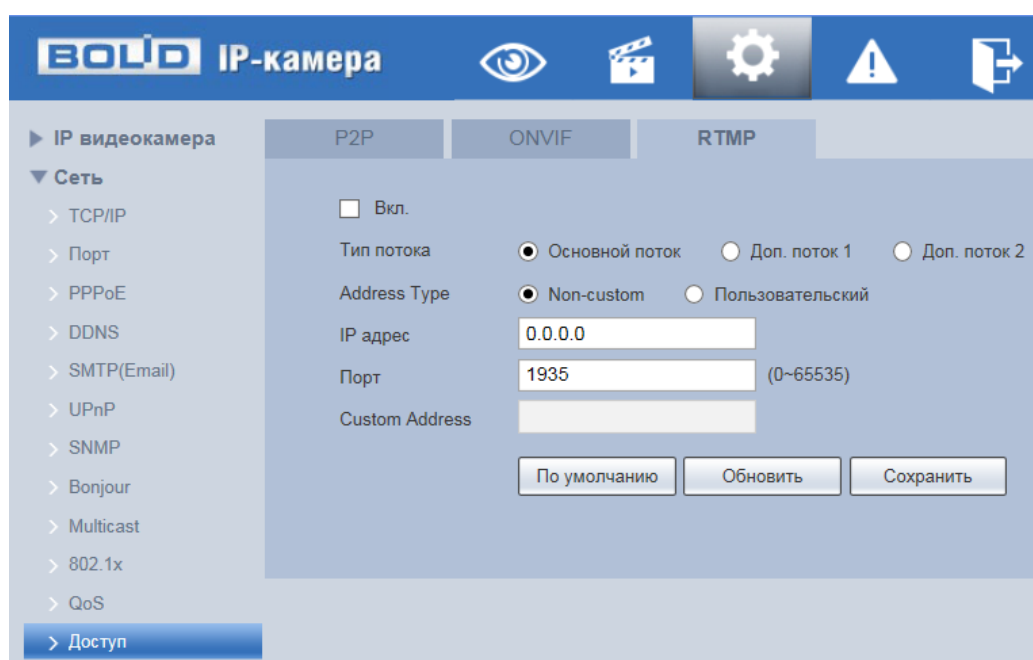 BOLID IP-камера
IP видеокамера
Сеть
TCP/IP
Порт
PPPoE
DDNS
SMTP(Email)
UPnP
SNMP
Bonjour
Multicast
802.1x
QoS
Доступ
P2P ONVIF RTMP
Вкл.
Тип потока Основной поток Доп. поток 1 Доп. поток 2
Address Type Non-custom Пользовательский
IP адрес 0.0.0.0
Порт 1935 (0~65535)
Custom Address
По умолчанию Обновить Сохранить